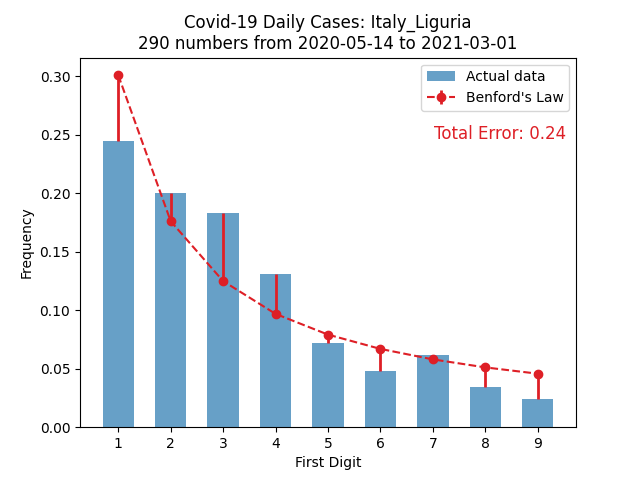 Covid-19 Daily Cases: Italy_Liguria
290 numbers from 2020-05-14 to 2021-03-01
Actual data
Benford's Law
Total Error: 0.24
Frequency
0.30
0.25
0.20
0.15
0.10
0.05
0.00
1 2 3 4 5 6 7 8 9
First Digit